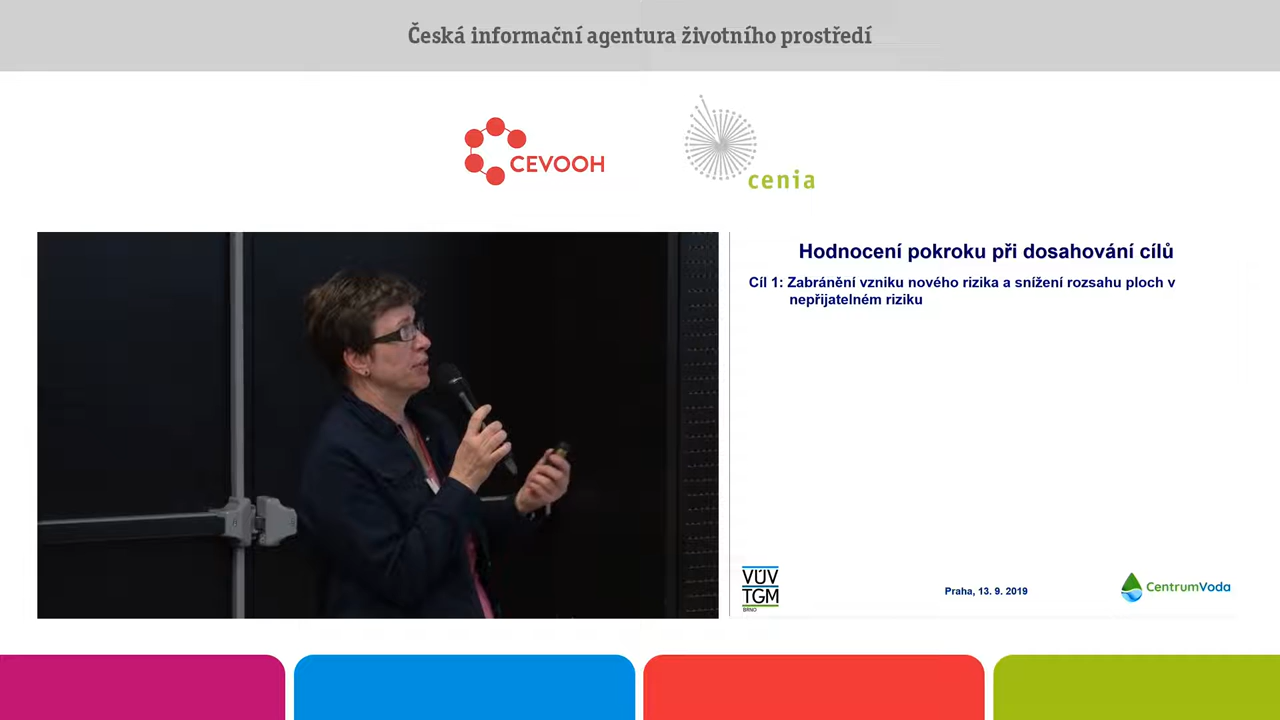 Česká informační agentura životního prostředí
CEVOOH
cenia
Hodnocení pokroku při dosahování cílů
Cíl 1: Zabránění vzniku nového rizika a snížení rozsahu ploch v
nepřijatelném riziku
VÚV
TGM
BRNO
Praha, 13. 9. 2019
CentrumVoda